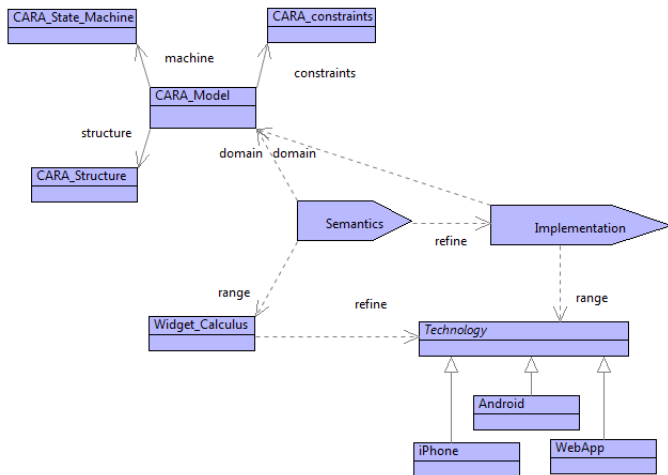 CARA_State_Machine
CARA_constraints
machine
constraints
CARA_Model
structure
domain
domain
CARA_Structure
Semantics
Implementation
refine
range
range
refine
Widget_Calculus
Technology
Android
iPhone
WebApp